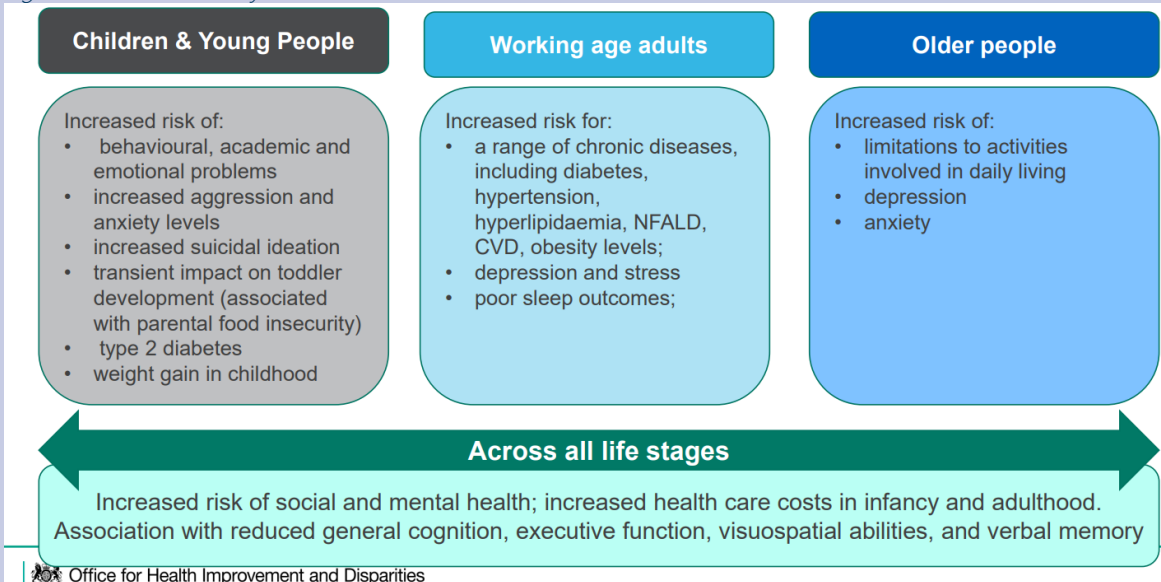 Children & Young People
Increased risk of:
• behavioural, academic and
emotional problems
• increased aggression and
anxiety levels
• increased suicidal ideation
• transient impact on toddler
development (associated
with parental food insecurity)
• type 2 diabetes
• weight gain in childhood
Working age adults
Increased risk for:
• a range of chronic diseases,
including diabetes,
hypertension,
hyperlipidaemia, NFALD,
CVD, obesity levels;
• depression and stress
• poor sleep outcomes;
Older people
Increased risk of:
• limitations to activities
involved in daily living
• depression
• anxiety
Across all life stages
Increased risk of social and mental health; increased health care costs in infancy and adulthood.
Association with reduced general cognition, executive function, visuospatial abilities, and verbal memory
Office for Health Improvement and Disparities